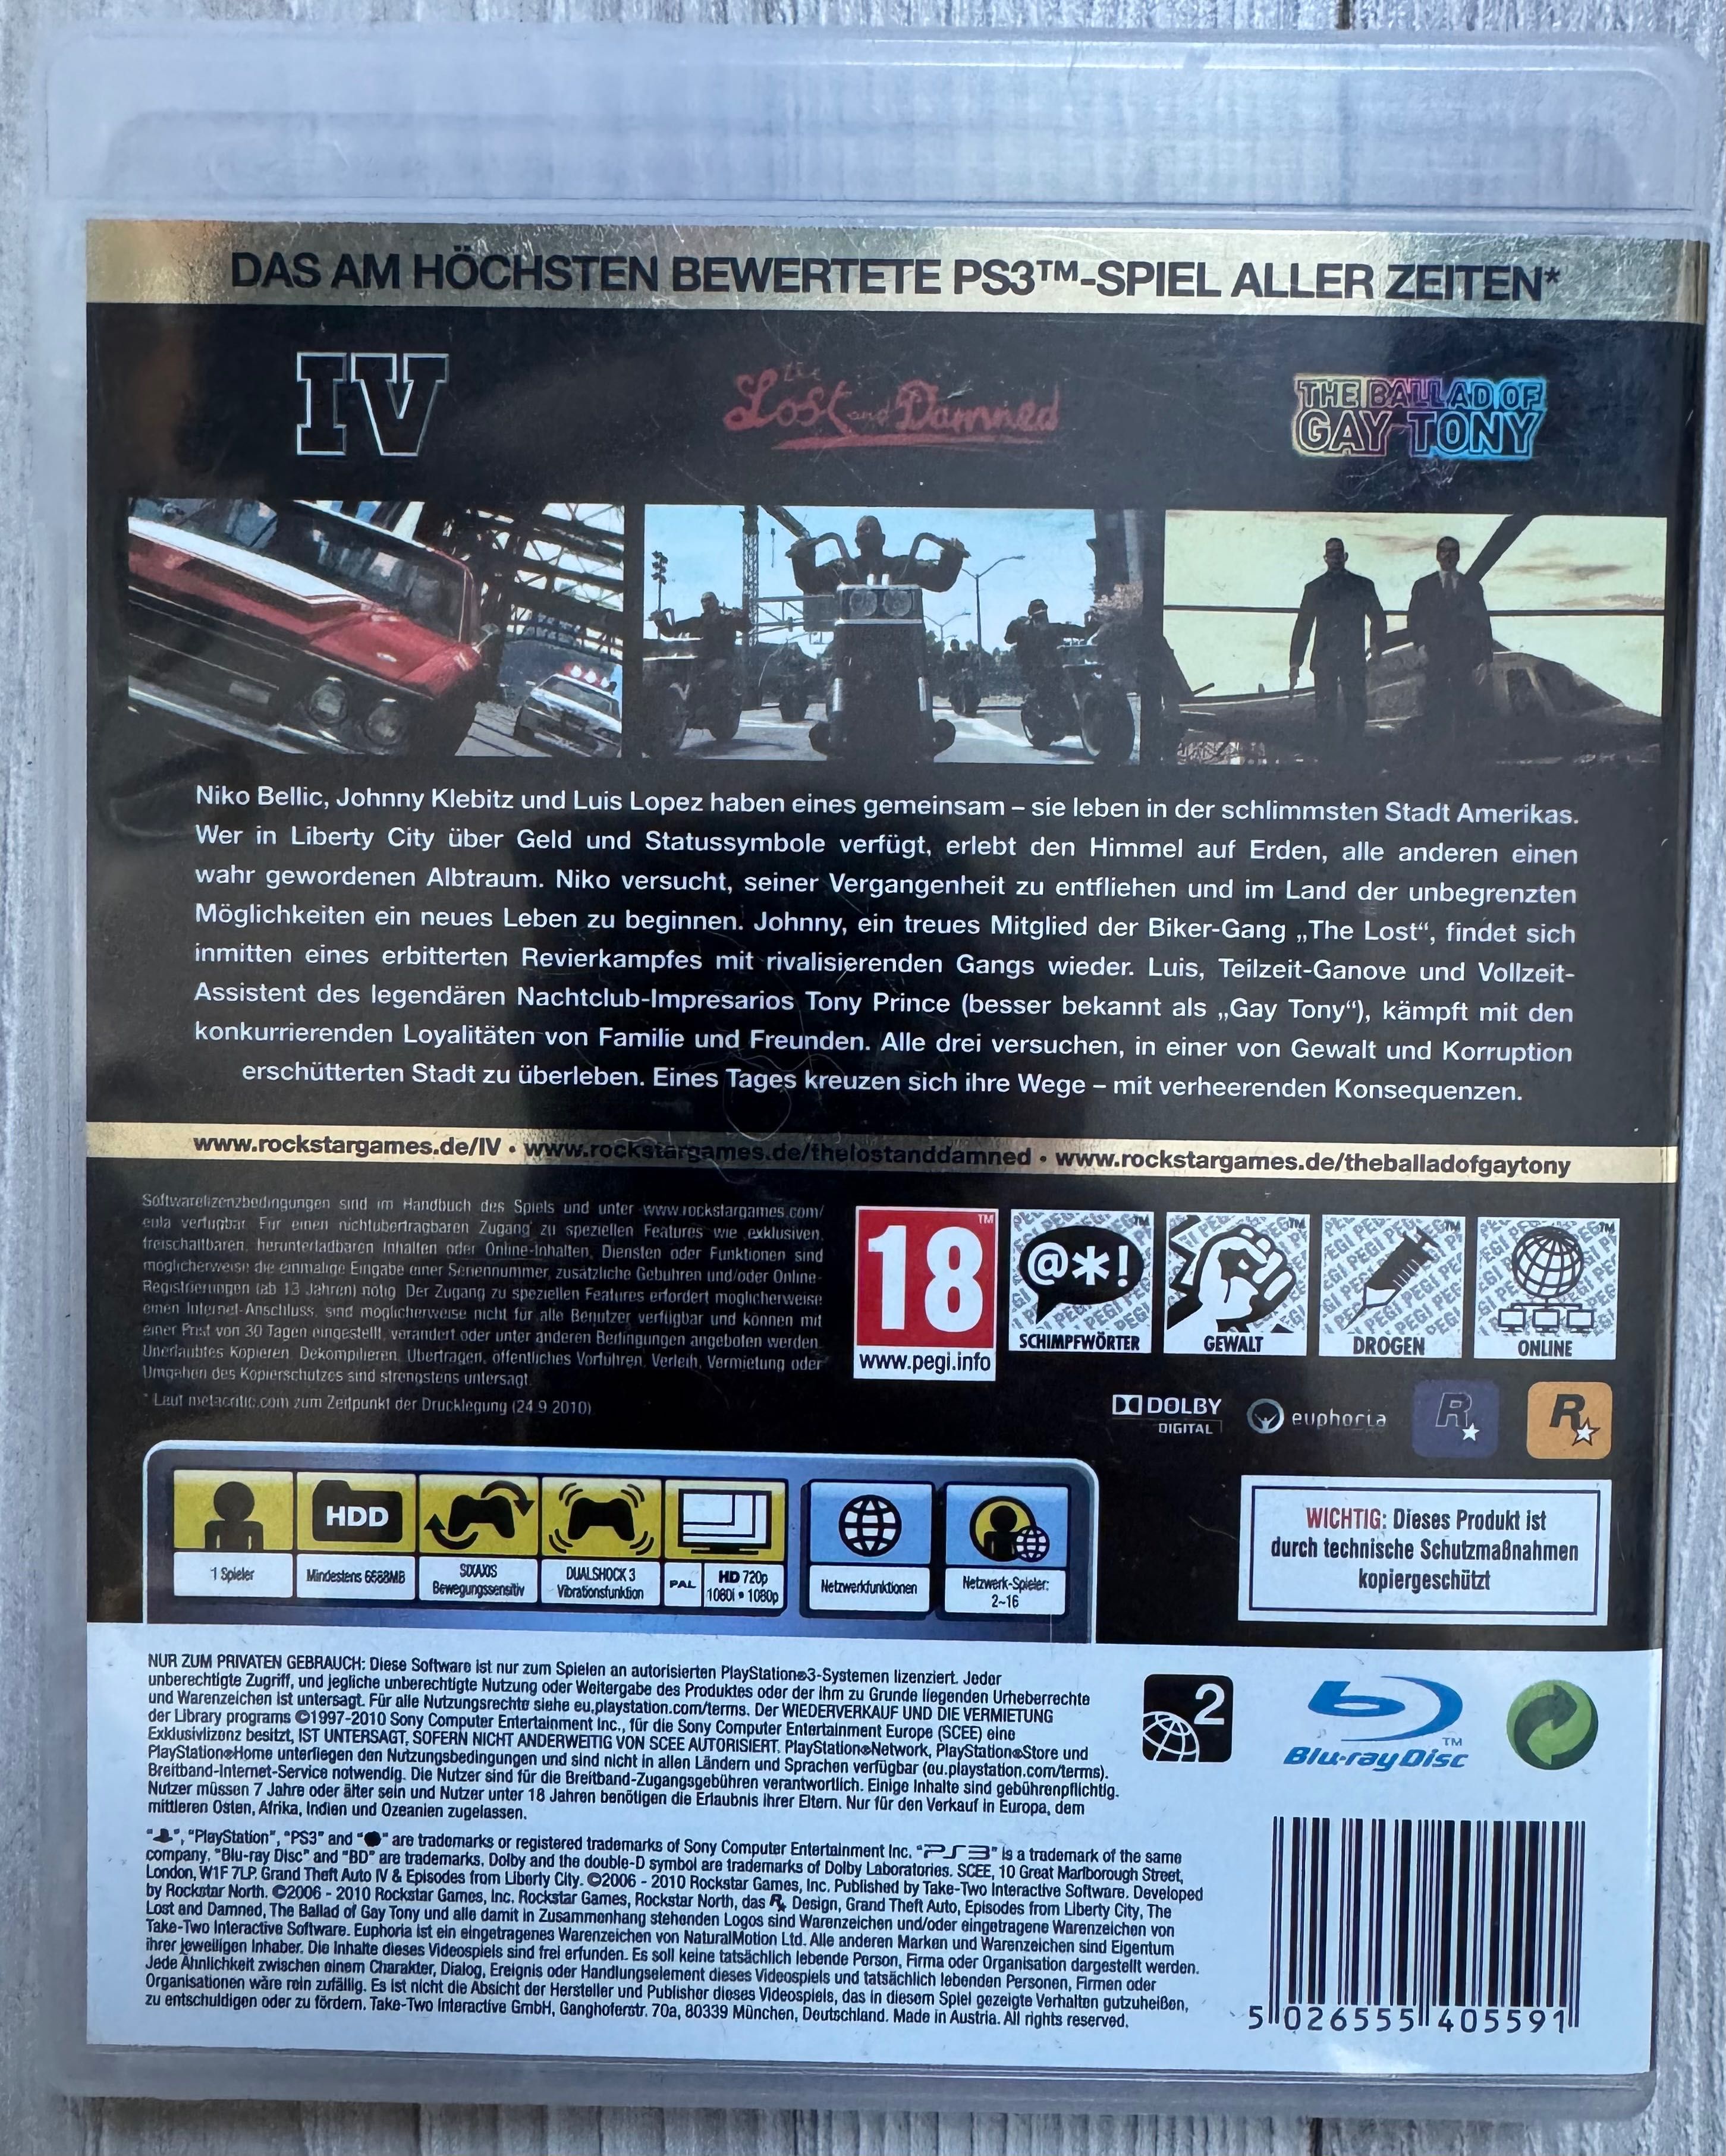 DAS AM HÖCHSTEN BEWERTETE PS3™-SPIEL ALLER ZEITEN*
IV
the Lost and Damned
THE BALLAD OF
GAY TONY
Niko Bellic, Johnny Klebitz und Luis Lopez haben eines gemeinsam – sie leben in der schlimmsten Stadt Amerikas.
Wer in Liberty City über Geld und Statussymbole verfügt, erlebt den Himmel auf Erden, alle anderen einen
wahr gewordenen Albtraum. Niko versucht, seiner Vergangenheit zu entfliehen und im Land der unbegrenzten
Möglichkeiten ein neues Leben zu beginnen. Johnny, ein treues Mitglied der Biker-Gang „The Lost“, findet sich
inmitten eines erbitterten Revierkampfes mit rivalisierenden Gangs wieder. Luis, Teilzeit-Ganove und Vollzeit-
Assistent des legendären Nachtclub-Impresarios Tony Prince (besser bekannt als „Gay Tony“), kämpft mit den
konkurrierenden Loyalitäten von Familie und Freunden. Alle drei versuchen, in einer von Gewalt und Korruption
erschütterten Stadt zu überleben. Eines Tages kreuzen sich ihre Wege – mit verheerenden Konsequenzen.
www.rockstargames.de/IV • www.rockstargames.de/thelostanddamned • www.rockstargames.de/theballadofgaytony
Softwarelizenzbedingungen sind im Handbuch des Spiels und unter www.rockstargames.com/
eula verfügbar. Für einen nichtübertragbaren Zugang zu speziellen Features wie exklusiven,
freischaltbaren, herunterladbaren Inhalten oder Online-Inhalten, Diensten oder Funktionen sind
möglicherweise die einmalige Eingabe einer Seriennummer, zusätzliche Gebühren und/oder Online-
Registrierungen (ab 13 Jahren) nötig. Der Zugang zu speziellen Features erfordert möglicherweise
einen Internet-Anschluss, sind möglicherweise nicht für alle Benutzer verfügbar und können mit
einer Frist von 30 Tagen eingestellt, verändert oder unter anderen Bedingungen angeboten werden.
Unerlaubtes Kopieren, Dekompilieren, Übertragen, öffentliches Vorführen, Verleih, Vermietung oder
Umgehen des Kopierschutzes sind strengstens untersagt.
* Laut metacritic.com zum Zeitpunkt der Drucklegung (24.9.2010)
18™
www.pegi.info
@*!
SCHIMPFWÖRTER
GEWALT
DROGEN
ONLINE
DOLBY
DIGITAL
euphoria
R
R
1 Spieler
HDD
Mindestens 6688MB
SIXAXIS
Bewegungssensitiv
DUALSHOCK 3
Vibrationsfunktion
PAL
HD 720p
1080i • 1080p
Netzwerkfunktionen
Netzwerk-Spieler:
2~16
WICHTIG: Dieses Produkt ist
durch technische Schutzmaßnahmen
kopiergeschützt
NUR ZUM PRIVATEN GEBRAUCH: Diese Software ist nur zum Spielen an autorisierten PlayStation®3-Systemen lizenziert. Jeder
unberechtigte Zugriff, und jegliche unberechtigte Nutzung oder Weitergabe des Produktes oder der ihm zu Grunde liegenden Urheberrechte
und Warenzeichen ist untersagt. Für alle Nutzungsrechte siehe eu.playstation.com/terms. Der WIEDERVERKAUF UND DIE VERMIETUNG
der Library programs ©1997-2010 Sony Computer Entertainment Inc., für die Sony Computer Entertainment Europe (SCEE) eine
Exklusivlizenz besitzt, IST UNTERSAGT, SOFERN NICHT ANDERWEITIG VON SCEE AUTORISIERT. PlayStation®Network, PlayStation®Store und
PlayStation®Home unterliegen den Nutzungsbedingungen und sind nicht in allen Ländern und Sprachen verfügbar (eu.playstation.com/terms).
Breitband-Internet-Service notwendig. Die Nutzer sind für die Breitband-Zugangsgebühren verantwortlich. Einige Inhalte sind gebührenpflichtig.
Nutzer müssen 7 Jahre oder älter sein und Nutzer unter 18 Jahren benötigen die Erlaubnis ihrer Eltern. Nur für den Verkauf in Europa, dem
mittleren Osten, Afrika, Indien und Ozeanien zugelassen.
2
Blu-ray Disc™
"", "PlayStation", "PS3" and "" are trademarks or registered trademarks of Sony Computer Entertainment Inc. "PS3" is a trademark of the same
company. "Blu-ray Disc" and "BD" are trademarks. Dolby and the double-D symbol are trademarks of Dolby Laboratories. SCEE, 10 Great Marlborough Street,
London, W1F 7LP. Grand Theft Auto IV & Episodes from Liberty City. ©2006 - 2010 Rockstar Games, Inc. Published by Take-Two Interactive Software. Developed
by Rockstar North. ©2006 - 2010 Rockstar Games, Inc. Rockstar Games, Rockstar North, das R Design, Grand Theft Auto, Episodes from Liberty City, The
Lost and Damned, The Ballad of Gay Tony und alle damit in Zusammenhang stehenden Logos sind Warenzeichen und/oder eingetragene Warenzeichen von
Take-Two Interactive Software. Euphoria ist ein eingetragenes Warenzeichen von NaturalMotion Ltd. Alle anderen Marken und Warenzeichen sind Eigentum
ihrer jeweiligen Inhaber. Die Inhalte dieses Videospiels sind frei erfunden. Es soll keine tatsächlich lebende Person, Firma oder Organisation dargestellt werden.
Jede Ähnlichkeit zwischen einem Charakter, Dialog, Ereignis oder Handlungselement dieses Videospiels und tatsächlich lebenden Personen, Firmen oder
Organisationen wäre rein zufällig. Es ist nicht die Absicht der Hersteller und Publisher dieses Videospiels, das in diesem Spiel gezeigte Verhalten gutzuheißen,
zu entschuldigen oder zu fördern. Take-Two Interactive GmbH, Ganghoferstr. 70a, 80339 München, Deutschland. Made in Austria. All rights reserved.
5 026555 405591